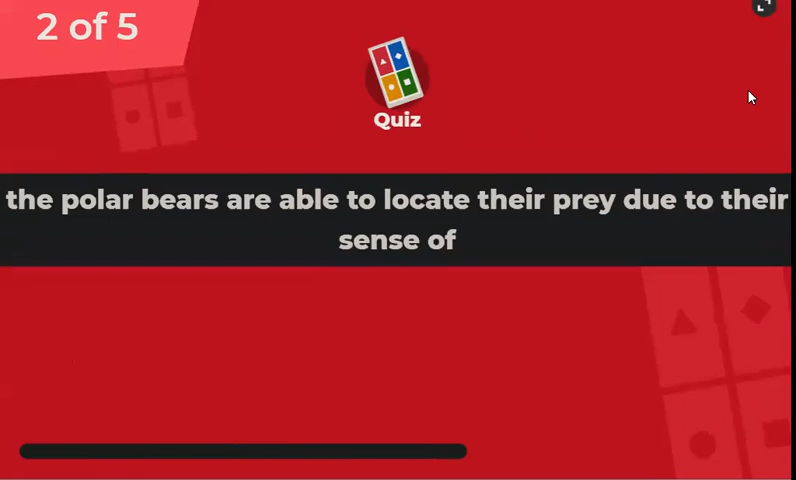 2 of 5
Quiz
the polar bears are able to locate their prey due to their
sense of